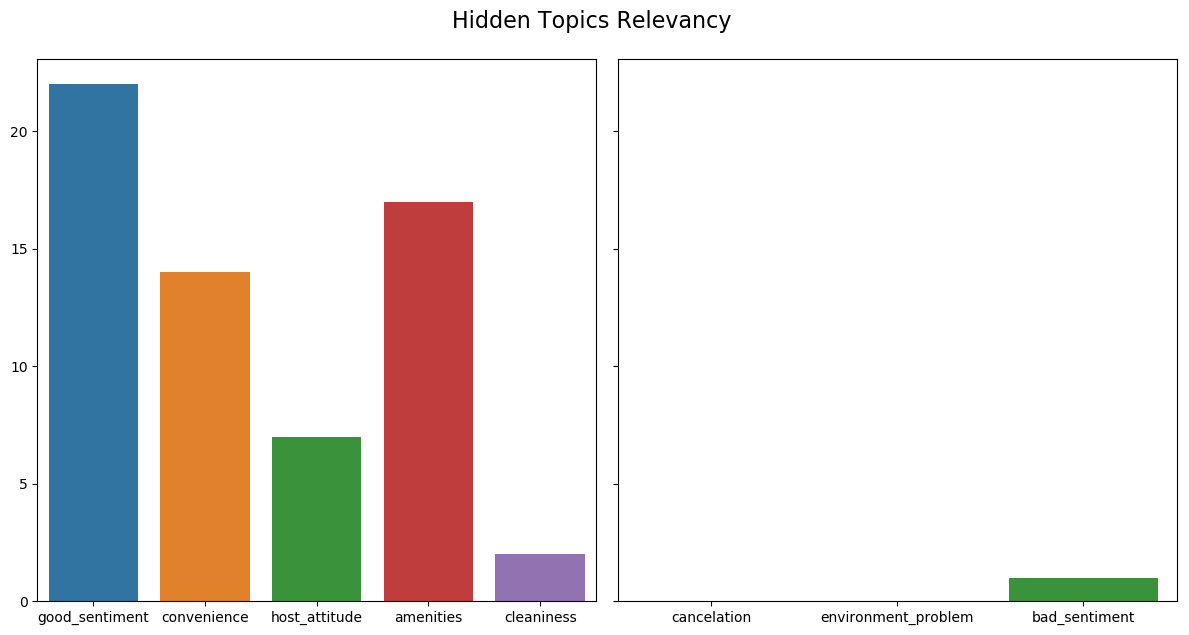 Hidden Topics Relevancy
20
15
10
5
0
good_sentiment convenience host_attitude amenities cleaniness
cancelation environment_problem bad_sentiment